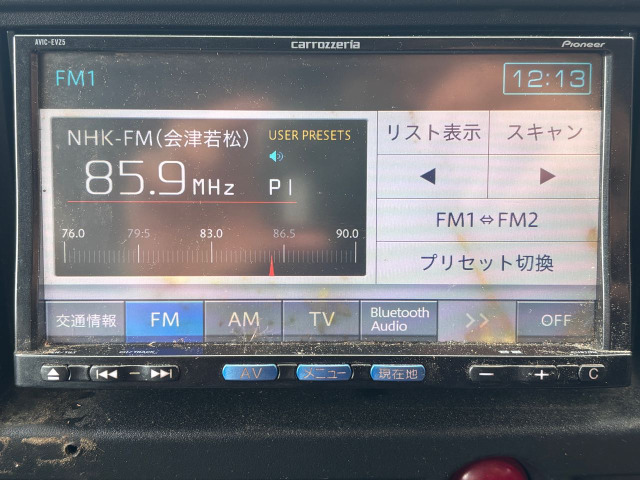 AVIC-EV25 carrozzeria Pioneer
FM1 12:13
NHK-FM(会津若松) USER PRESETS
85.9MHz P1
76.0 79.5 83.0 86.5 90.0
リスト表示 スキャン
◀ ▶
FM1⇔FM2
プリセット切換
交通情報 FM AM TV Bluetooth Audio >> OFF
AV メニュー 現在地 − + C